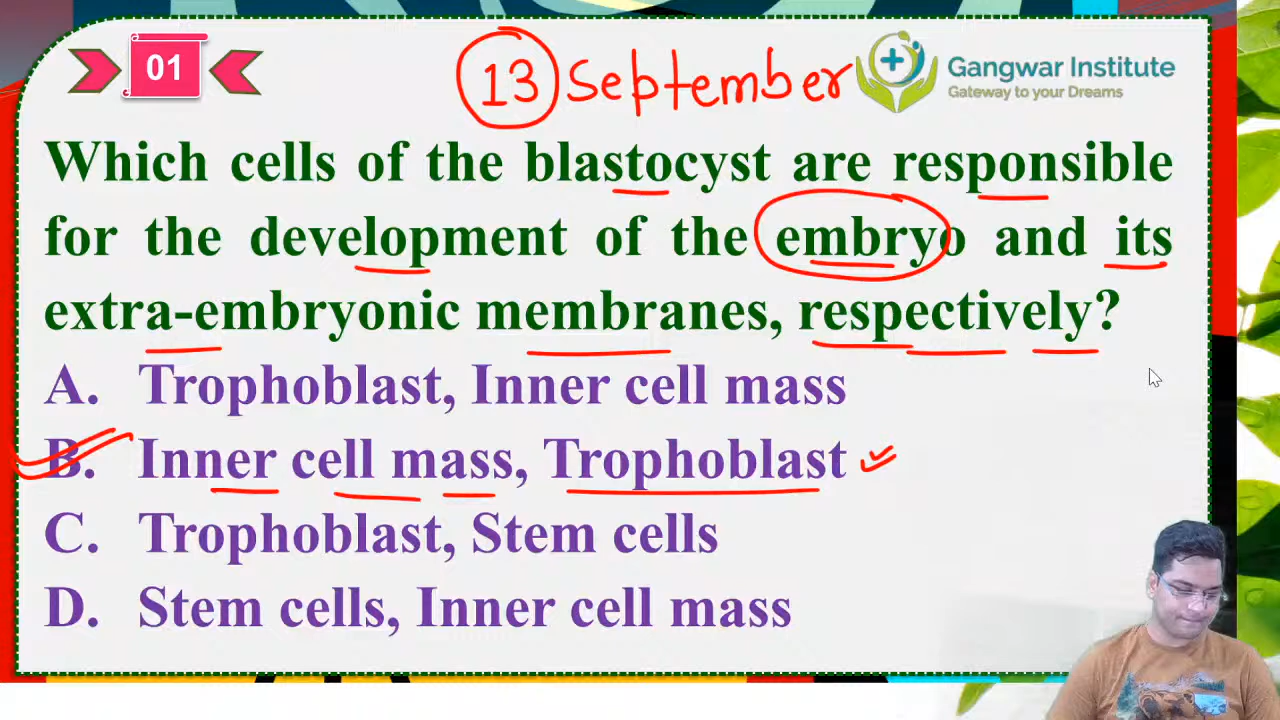 01
13 September
Gangwar Institute
Gateway to your Dreams
Which cells of the blastocyst are responsible
for the development of the embryo and its
extra-embryonic membranes, respectively?
A. Trophoblast, Inner cell mass
B. Inner cell mass, Trophoblast
C. Trophoblast, Stem cells
D. Stem cells, Inner cell mass